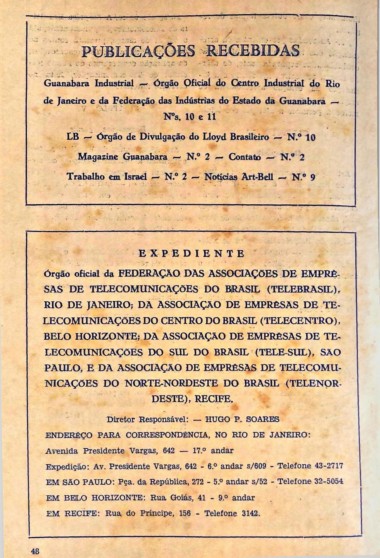 PUBLICAÇÕES RECEBIDAS
Guanabara Industrial — Órgão Oficial do Centro Industrial do Rio
de Janeiro e da Federação das Indústrias do Estado da Guanabara —
N°s, 10 e 11
LB — Órgão de Divulgação do Lloyd Brasileiro — N.º 10
Magazine Guanabara — N.º 2 — Contato — N.º 2
Trabalho em Israel — N.º 2 — Notícias Art-Bell — N.º 9
EXPEDIENTE
Órgão oficial da FEDERAÇAO DAS ASSOCIAÇÕES DE EMPRÊ-
SAS DE TELECOMUNICAÇÕES DO BRASIL (TELEBRASIL),
RIO DE JANEIRO; DA ASSOCIAÇAO DE EMPRÊSAS DE TE-
LECOMUNICAÇÕES DO CENTRO DO BRASIL (TELECENTRO),
BELO HORIZONTE; DA ASSOCIAÇAO DE EMPRÊSAS DE TE-
LECOMUNICAÇÕES DO SUL DO BRASIL (TELE-SUL), SAO
PAULO, E DA ASSOCIAÇAO DE EMPRÊSAS DE TELECOMU-
NICAÇÕES DO NORTE-NORDESTE DO BRASIL (TELENOR-
DESTE), RECIFE.
Diretor Responsável: — HUGO P. SOARES
ENDERÊÇO PARA CORRESPONDÊNCIA, NO RIO DE JANEIRO:
Avenida Presidente Vargas, 642 — 17.º andar
Expedição: Av. Presidente Vargas, 642 - 6.º andar s/609 - Telefone 43-2717
EM SÃO PAULO: Pça. da República, 272 - 5.º andar s/52 - Telefone 32-5054
EM BELO HORIZONTE: Rua Goiás, 41 - 9.º andar
EM RECIFE: Rua do Príncipe, 156 - Telefone 3142.
48